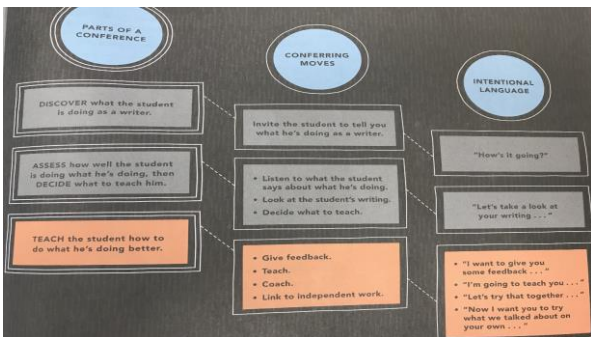 PARTS OF A
CONFERENCE
CONFERRING
MOVES
INTENTIONAL
LANGUAGE
DISCOVER what the student
is doing as a writer.
Invite the student to tell you
what he's doing as a writer.
"How's it going?"
ASSESS how well the student
is doing what he's doing, then
DECIDE what to teach him.
• Listen to what the student
says about what he's doing.
• Look at the student's writing.
• Decide what to teach.
"Let's take a look at
your writing . . ."
TEACH the student how to
do what he's doing better.
• Give feedback.
• Teach.
• Coach.
• Link to independent work.
• "I want to give you
some feedback . . ."
• "I'm going to teach you . . ."
• "Let's try that together . . ."
• "Now I want you to try
what we talked about on
your own . . ."